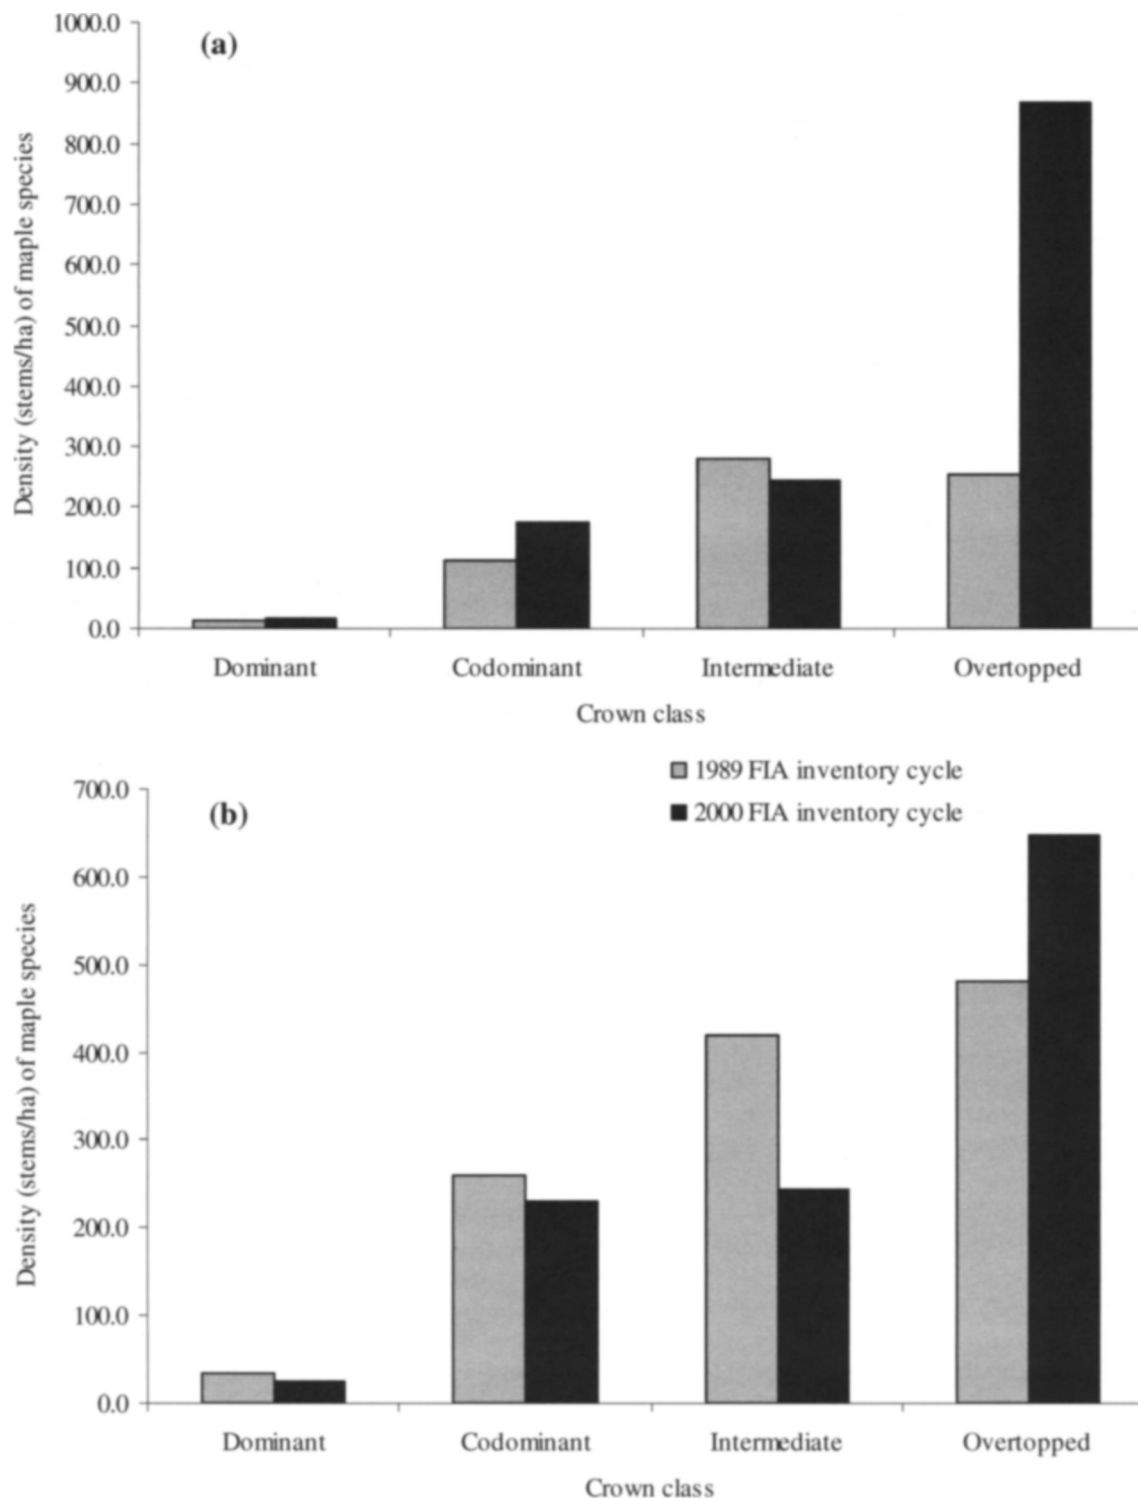 (a)
Density (stems/ha) of maple species
1000.0
900.0
800.0
700.0
600.0
500.0
400.0
300.0
200.0
100.0
0.0
Dominant Codominant Intermediate Overtopped
Crown class
1989 FIA inventory cycle
2000 FIA inventory cycle
(b)
Density (stems/ha) of maple species
700.0
600.0
500.0
400.0
300.0
200.0
100.0
0.0
Dominant Codominant Intermediate Overtopped
Crown class